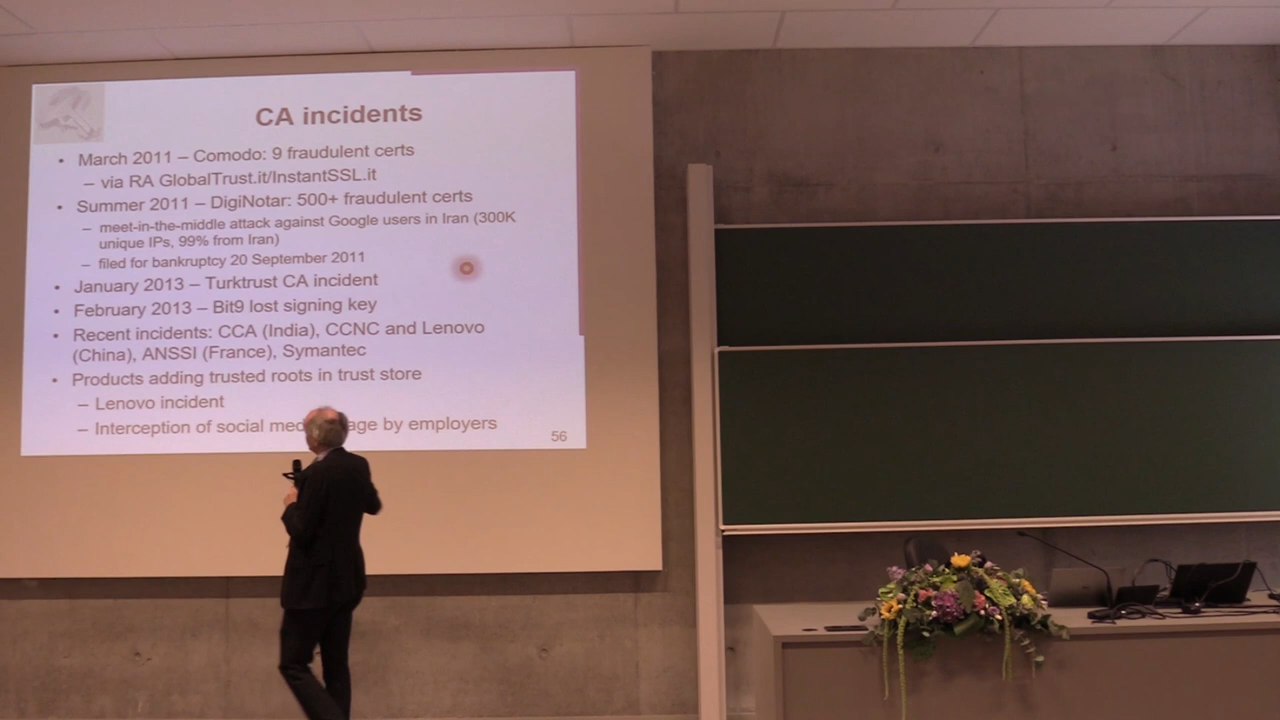 CA incidents
• March 2011 – Comodo: 9 fraudulent certs
– via RA GlobalTrust.it/InstantSSL.it
• Summer 2011 – DigiNotar: 500+ fraudulent certs
– meet-in-the-middle attack against Google users in Iran (300K
unique IPs, 99% from Iran)
– filed for bankruptcy 20 September 2011
• January 2013 – Turktrust CA incident
• February 2013 – Bit9 lost signing key
• Recent incidents: CCA (India), CCNC and Lenovo
(China), ANSSI (France), Symantec
• Products adding trusted roots in trust store
– Lenovo incident
– Interception of social by employers
56